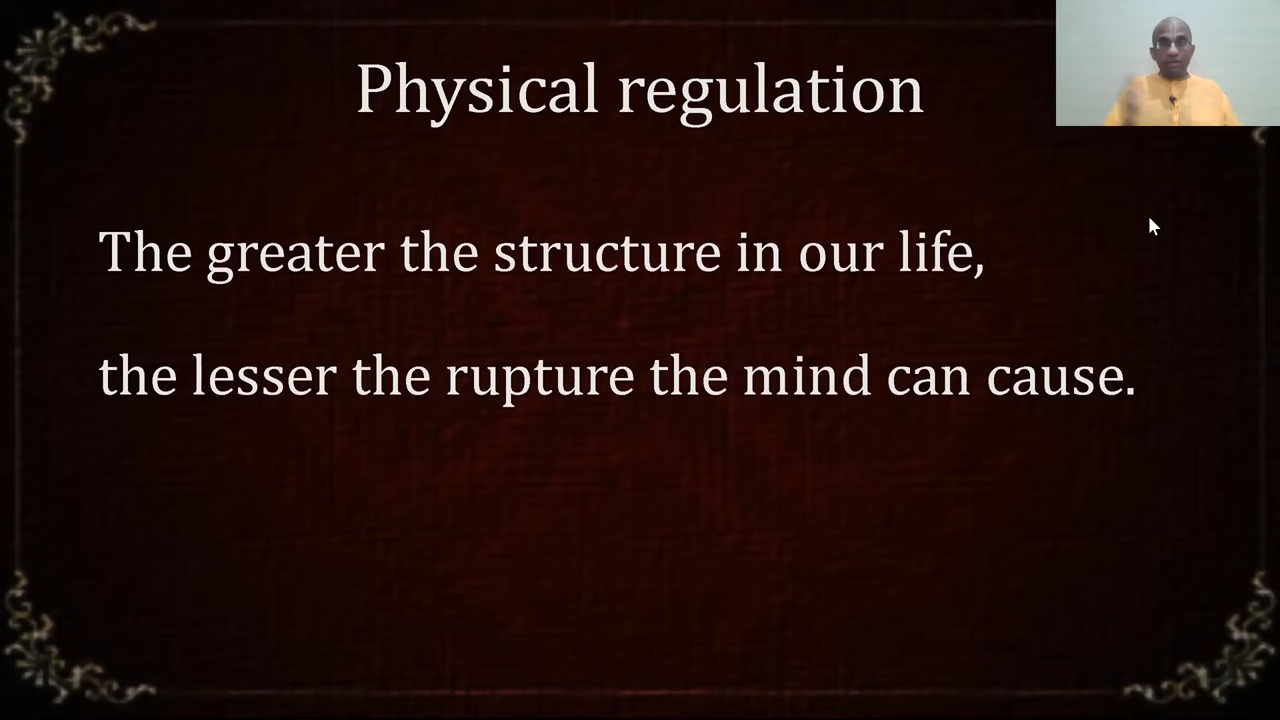 Physical regulation
The greater the structure in our life,
the lesser the rupture the mind can cause.